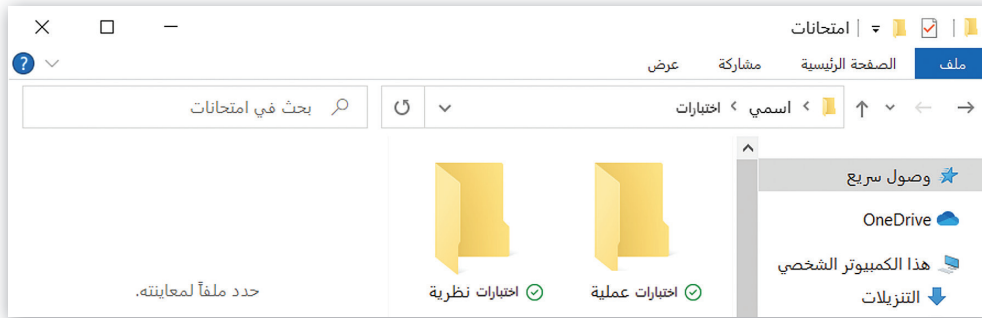 امتحانات
ملف الصفحة الرئيسية مشاركة عرض
اسمي اختبارات
بحث في امتحانات
وصول سريع
OneDrive
هذا الكمبيوتر الشخصي
التنزيلات
اختبارات عملية
اختبارات نظرية
حدد ملفاً لمعاينته.